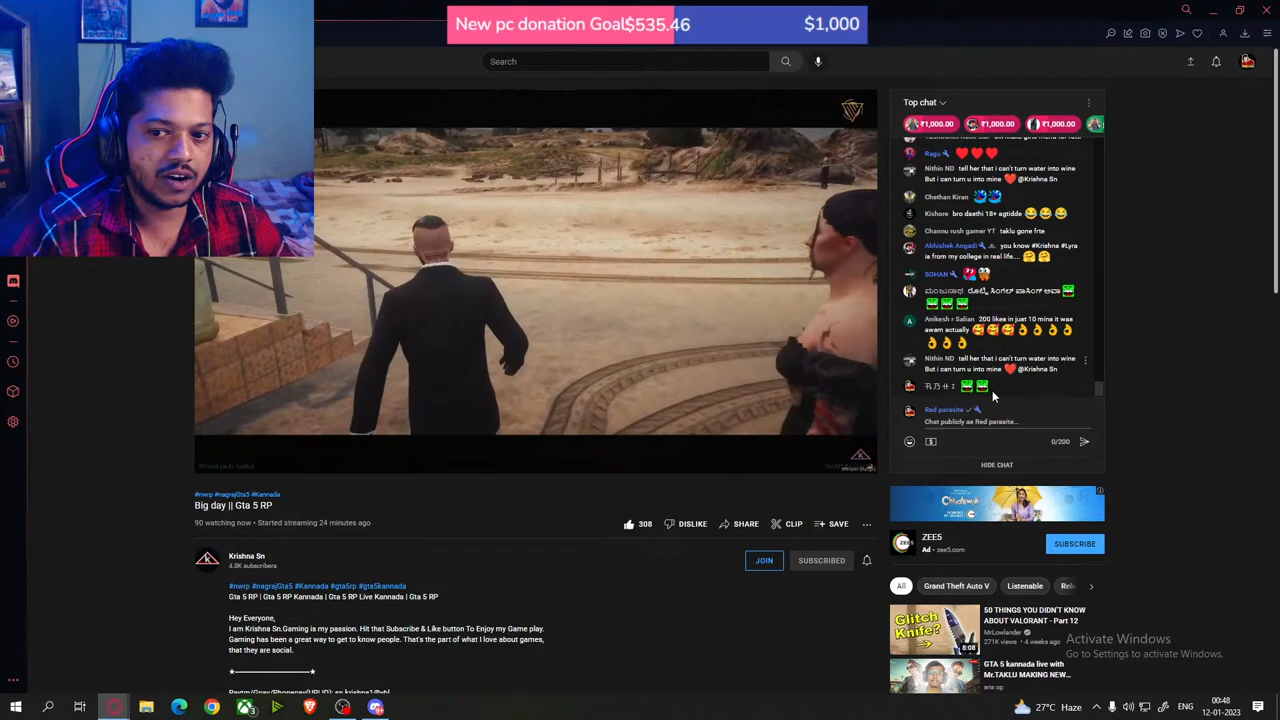 New pc donation Goal $535.46 $1,000
Search
Top chat
₹1,000.00 ₹1,000.00 ₹1,000.00
Ragu
Nithin ND tell her that i can't turn water into wine
But i can turn u into mine @Krishna Sn
Chethan Kiran
Kishore bro dasthi 18+ agtidde
Channu rush gamer YT taklu gone frte
Abhishek Angadi you know #Krishna #Lyra
is from my college in real life....
SOHAN
ಮಂಜುನಾಥ ರೊಟ್ಟಿ ಸಿಂಗಲ್ ಪಾಸಿಂಗ್ ಆವಾ
Anikesh r Salian 200 likes in just 10 mins it was
awsm actually
Nithin ND tell her that i can't turn water into wine
But i can turn u into mine @Krishna Sn
Red parasite
Chat publicly as Red parasite...
0/200
HIDE CHAT
#nwrp #nagrajGta5 #Kannada
Big day || Gta 5 RP
90 watching now • Started streaming 24 minutes ago
308 DISLIKE SHARE CLIP SAVE
Krishna Sn
4.8K subscribers
JOIN SUBSCRIBED
#nwrp #nagrajGta5 #Kannada #gta5rp #gta5kannada
Gta 5 RP | Gta 5 RP Kannada | Gta 5 RP Live Kannada | Gta 5 RP
Hey Everyone,
I am Krishna Sn.Gaming is my passion. Hit that Subscribe & Like button To Enjoy my Game play.
Gaming has been a great way to get to know people. That's the part of what I love about games,
that they are social.
ZEE5
Ad • zee5.com
SUBSCRIBE
All Grand Theft Auto V Listenable
Glitch
Knife?
8:08
50 THINGS YOU DIDN'T
KNOW ABOUT VALORANT - Part 12
MrLowlander
271K views • 4 weeks ago
GTA 5 kannada live with
Mr.TAKLU MAKING NEW...
Activate Windows
Go to Settings to activate Windows.
27°C Haze
00:48
12-01-2023